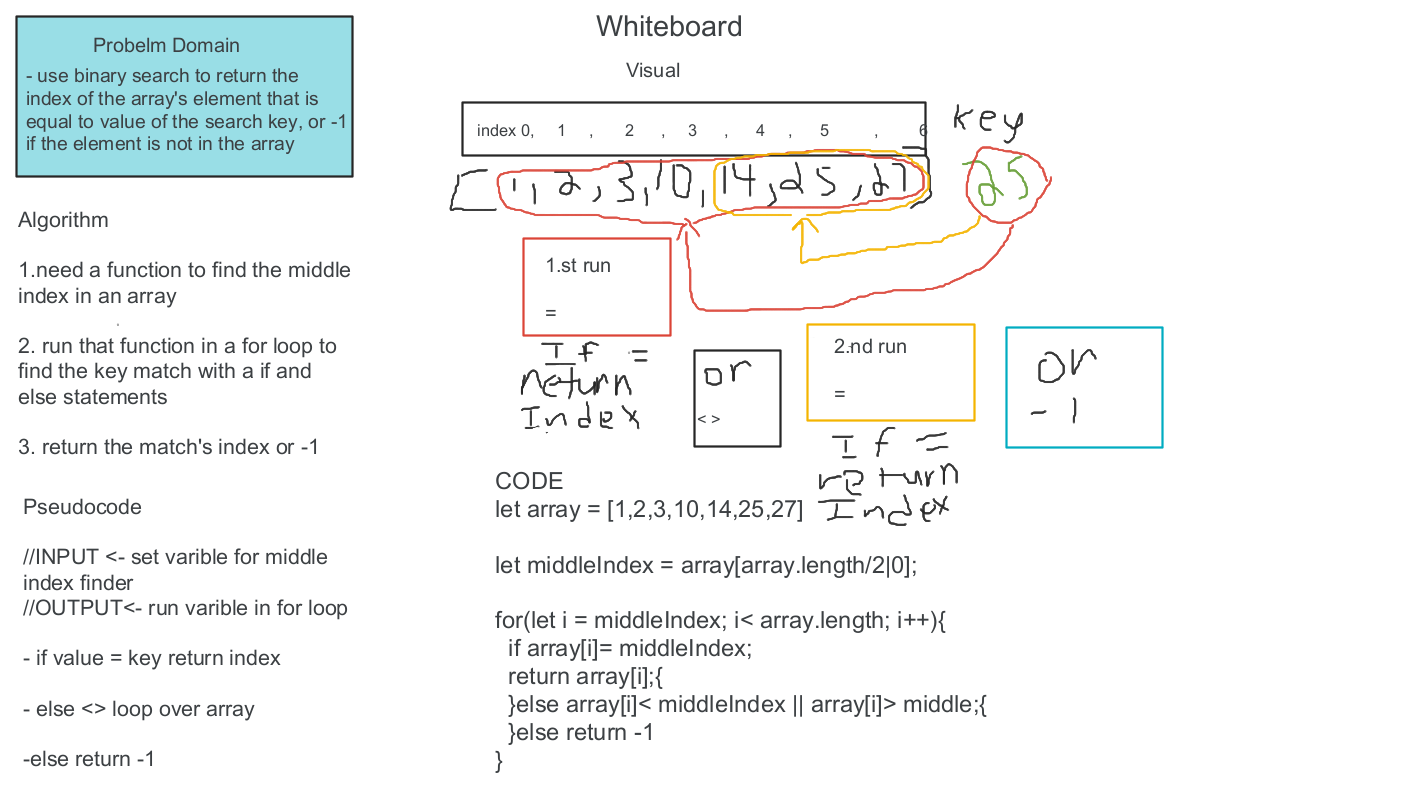 Whiteboard
Probelm Domain
- use binary search to return the
index of the array's element that is
equal to value of the search key, or -1
if the element is not in the array
Algorithm
1.need a function to find the middle
index in an array
2. run that function in a for loop to
find the key match with a if and
else statements
3. return the match's index or -1
Pseudocode
//INPUT <- set varible for middle
index finder
//OUTPUT<- run varible in for loop
- if value = key return index
- else <> loop over array
-else return -1
Visual
index 0, 1 , 2 , 3 , 4 , 5 , 6
key
[1, 2, 3, 10, 14, 25, 27]
25
1.st run
=
If =
return
Index
or
< >
2.nd run
=
If =
return
Index
or
- 1
CODE
let array = [1,2,3,10,14,25,27]
let middleIndex = array[array.length/2|0];
for(let i = middleIndex; i< array.length; i++){
if array[i]= middleIndex;
return array[i];{
}else array[i]< middleIndex || array[i]> middle;{
}else return -1
}